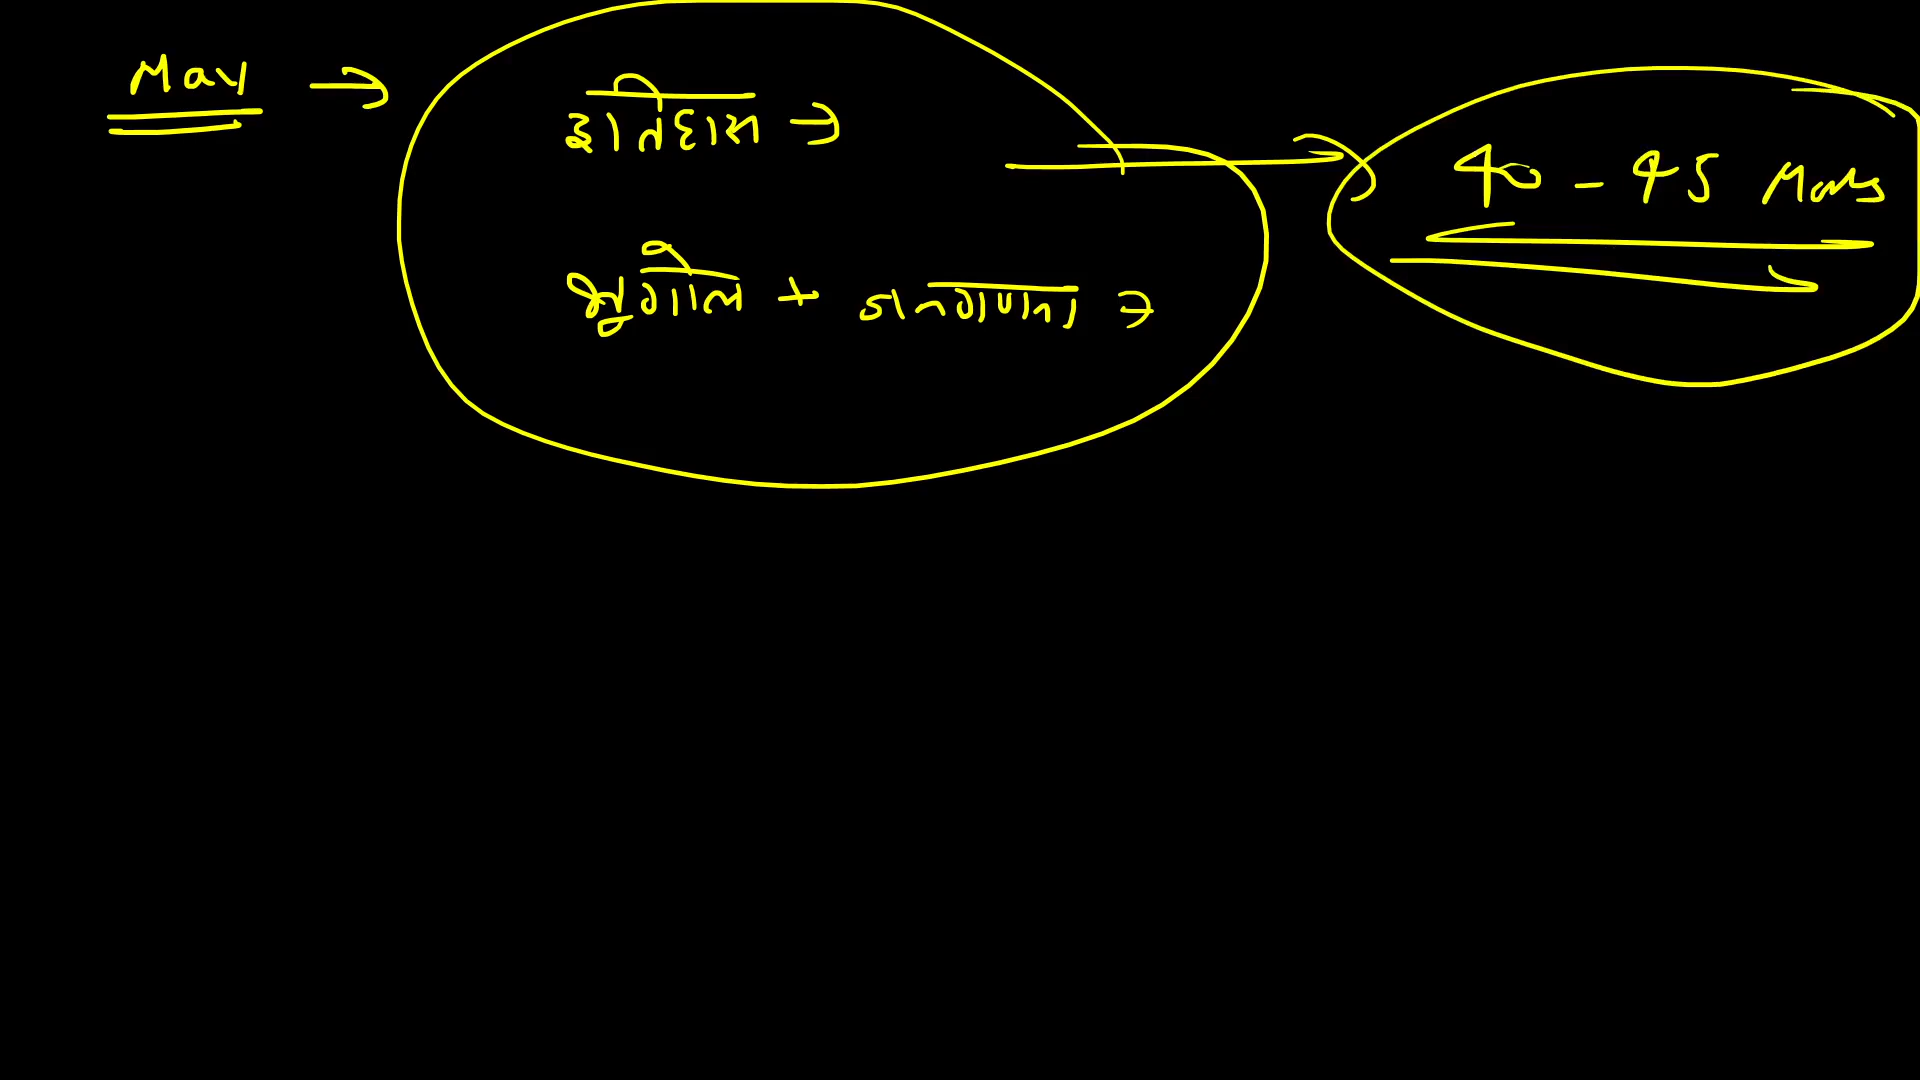 May →
इतिहास →
भूगोल + जनगणना →
40 - 45 Marks